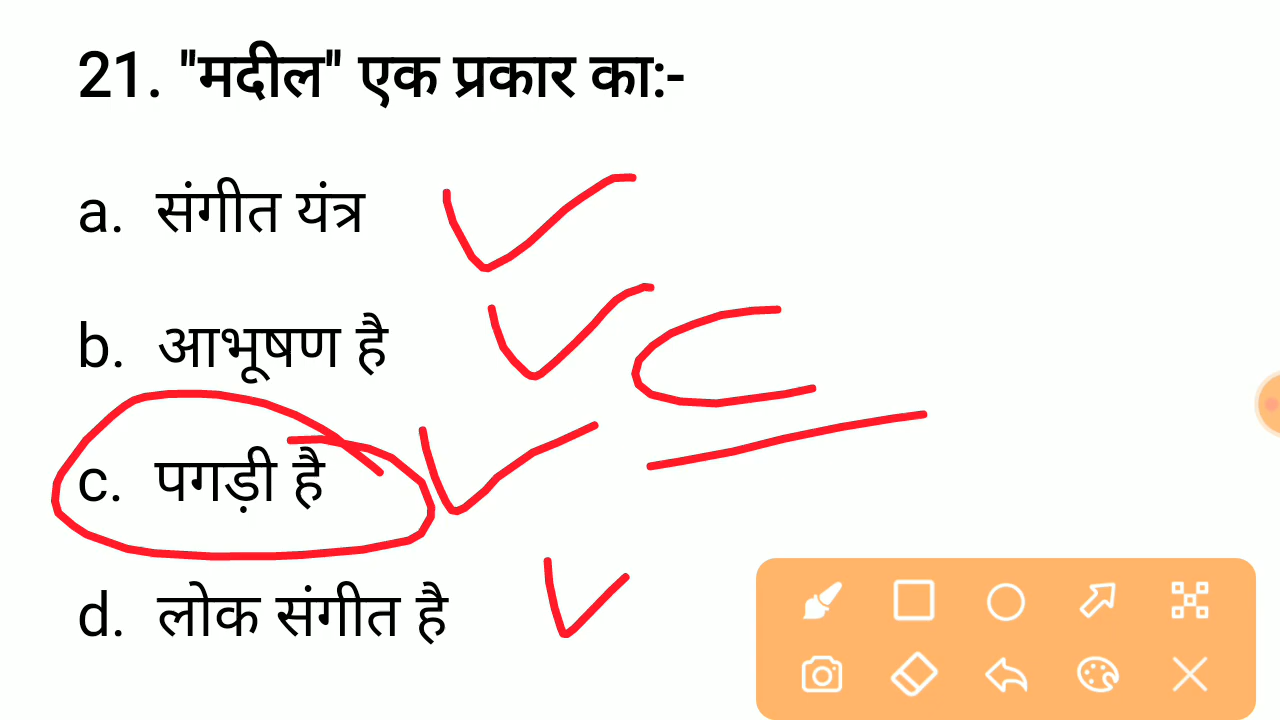 21. "मदील" एक प्रकार का:-
a. संगीत यंत्र
b. आभूषण है
C
c. पगड़ी है
d. लोक संगीत है